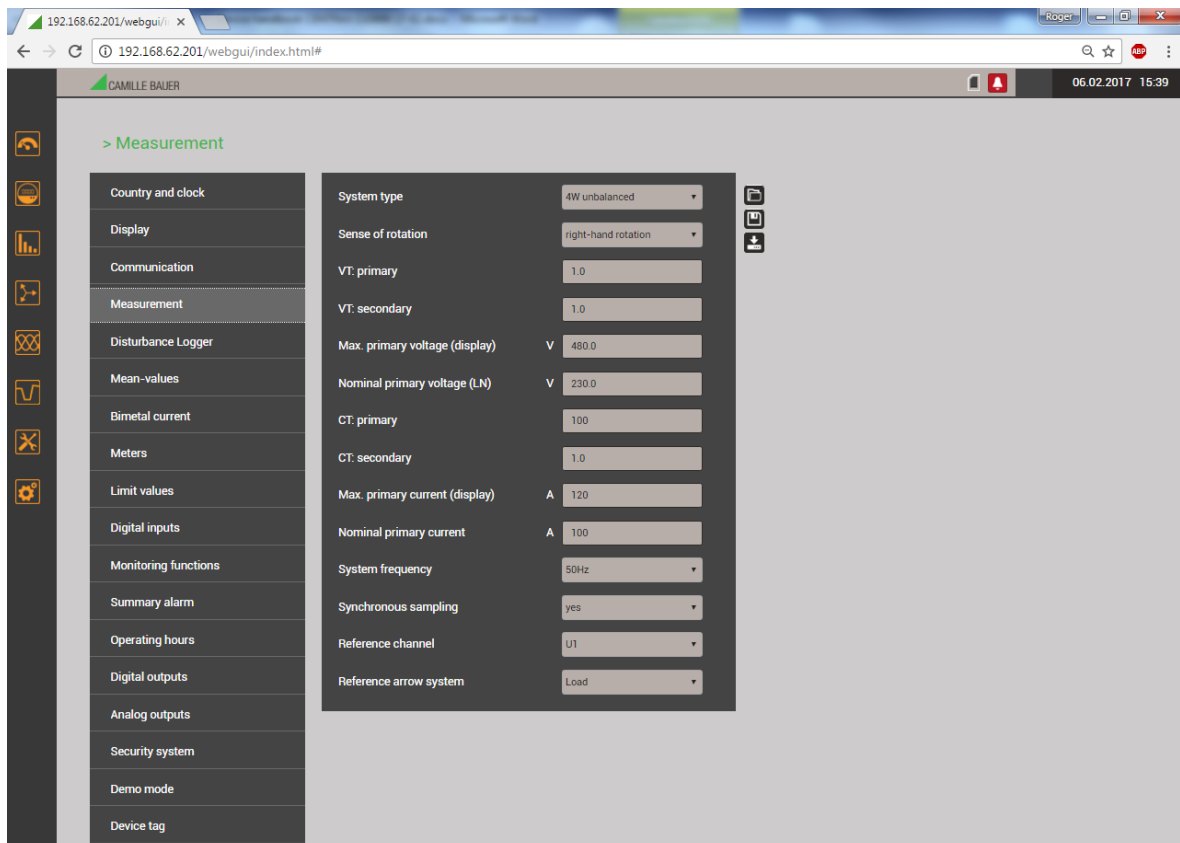 192.168.62.201/webgui/i
Roger
192.168.62.201/webgui/index.html#
ABP
CAMILLE BAUER
06.02.2017 15:39
> Measurement
Country and clock
Display
Communication
Measurement
Disturbance Logger
Mean-values
Bimetal current
Meters
Limit values
Digital inputs
Monitoring functions
Summary alarm
Operating hours
Digital outputs
Analog outputs
Security system
Demo mode
Device tag
System type 4W unbalanced
Sense of rotation right-hand rotation
VT: primary 1.0
VT: secondary 1.0
Max. primary voltage (display) V 480.0
Nominal primary voltage (LN) V 230.0
CT: primary 100
CT: secondary 1.0
Max. primary current (display) A 120
Nominal primary current A 100
System frequency 50Hz
Synchronous sampling yes
Reference channel U1
Reference arrow system Load